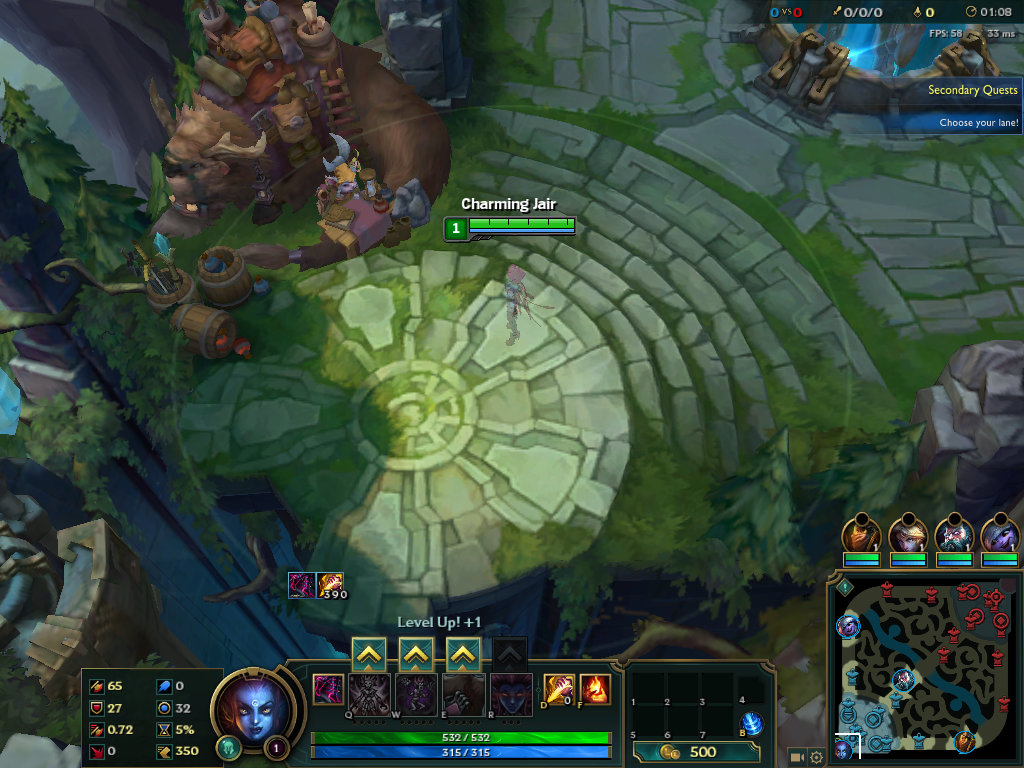 0 vs 0 0/0/0 0 01:08
FPS: 58 33 ms
Secondary Quests
Choose your lane!
Charming Jair
1
390
Level Up! +1
65 0
27 32
0.72 5%
0 350
1
Q W E R D 0 F
532 / 532
315 / 315
1 2 3 4
5 6 7 B
500